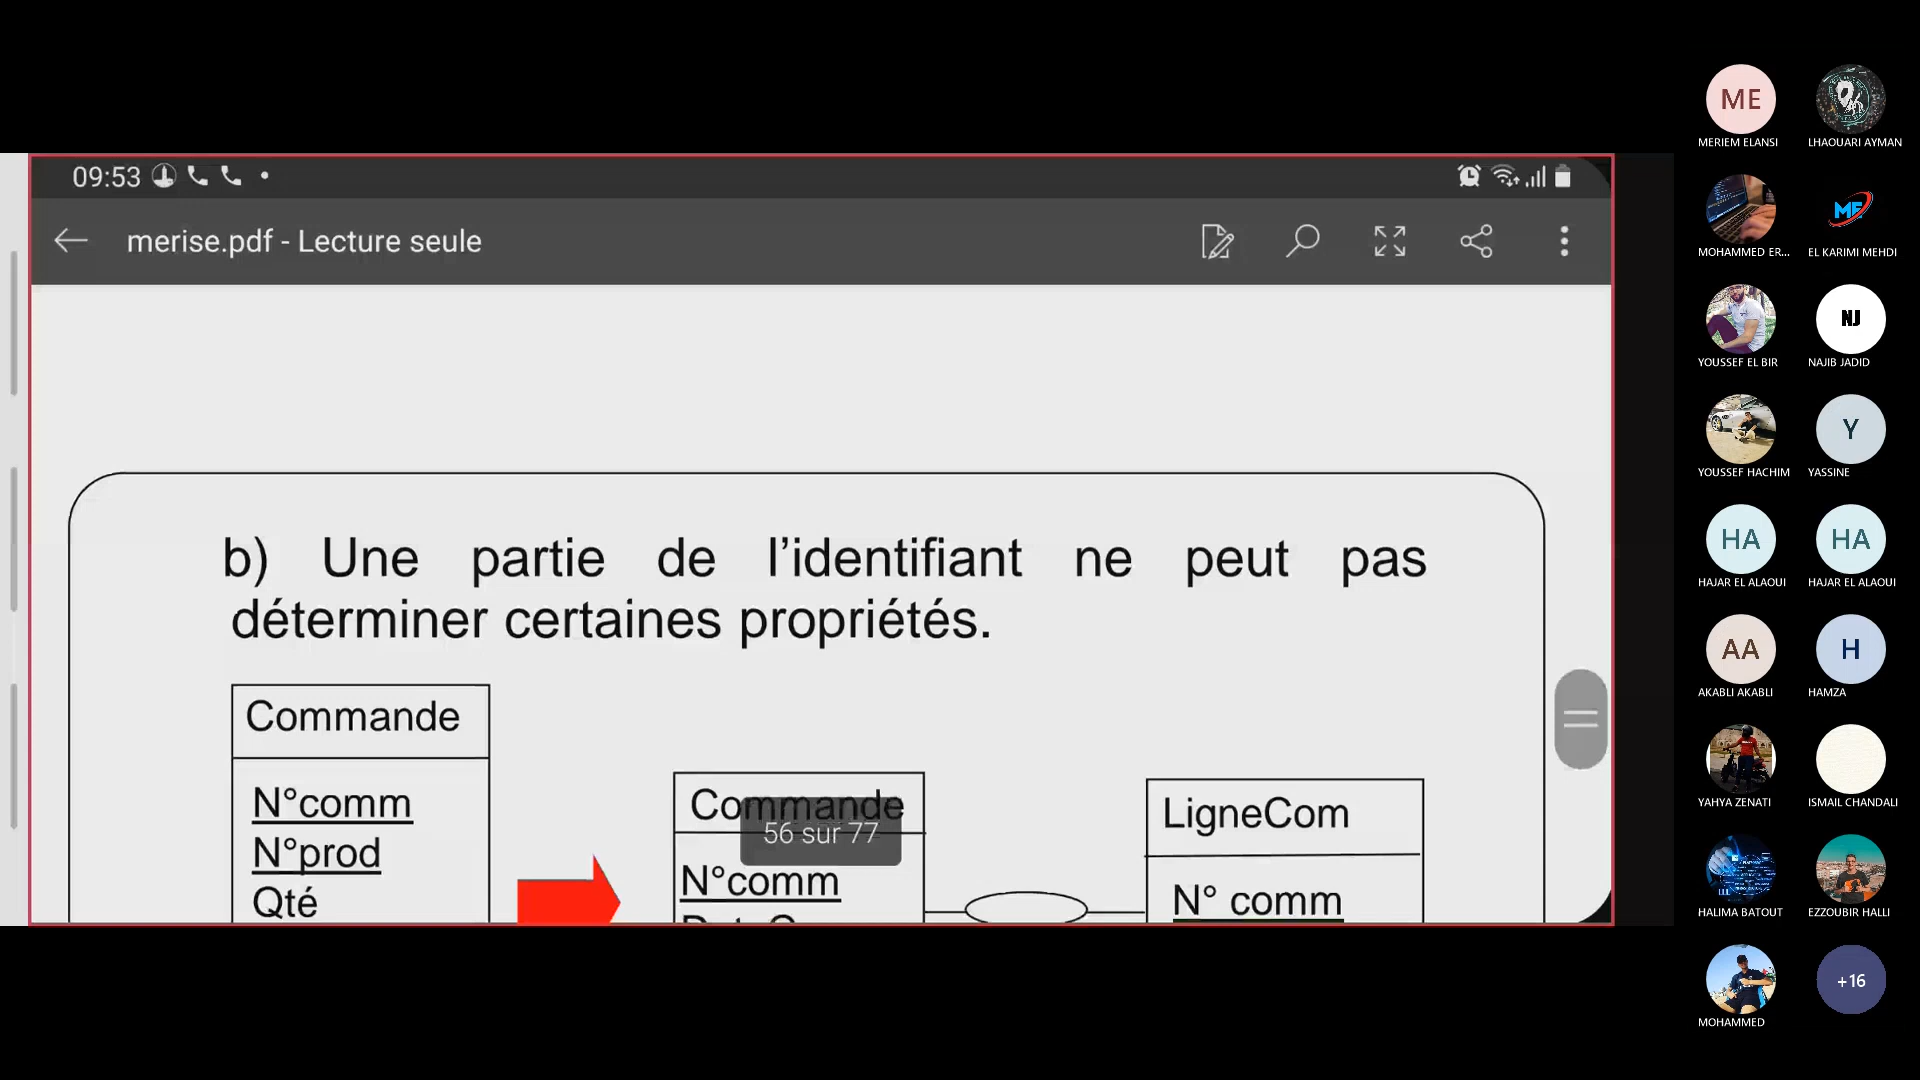 09:53
merise.pdf - Lecture seule
b) Une partie de l’identifiant ne peut pas
déterminer certaines propriétés.
Commande
N°comm
N°prod
Qté
Commande
56 sur 77
N°comm
LigneCom
N° comm
ME
MERIEM ELANSI
LHAOUARI AYMAN
MOHAMMED ER...
ME
EL KARIMI MEHDI
YOUSSEF EL BIR
NJ
NAJIB JADID
YOUSSEF HACHIM
Y
YASSINE
HA
HAJAR EL ALAOUI
HA
HAJAR EL ALAOUI
AA
AKABLI AKABLI
H
HAMZA
YAHYA ZENATI
ISMAIL CHANDALI
HALIMA BATOUT
EZZOUBIR HALLI
MOHAMMED
+16